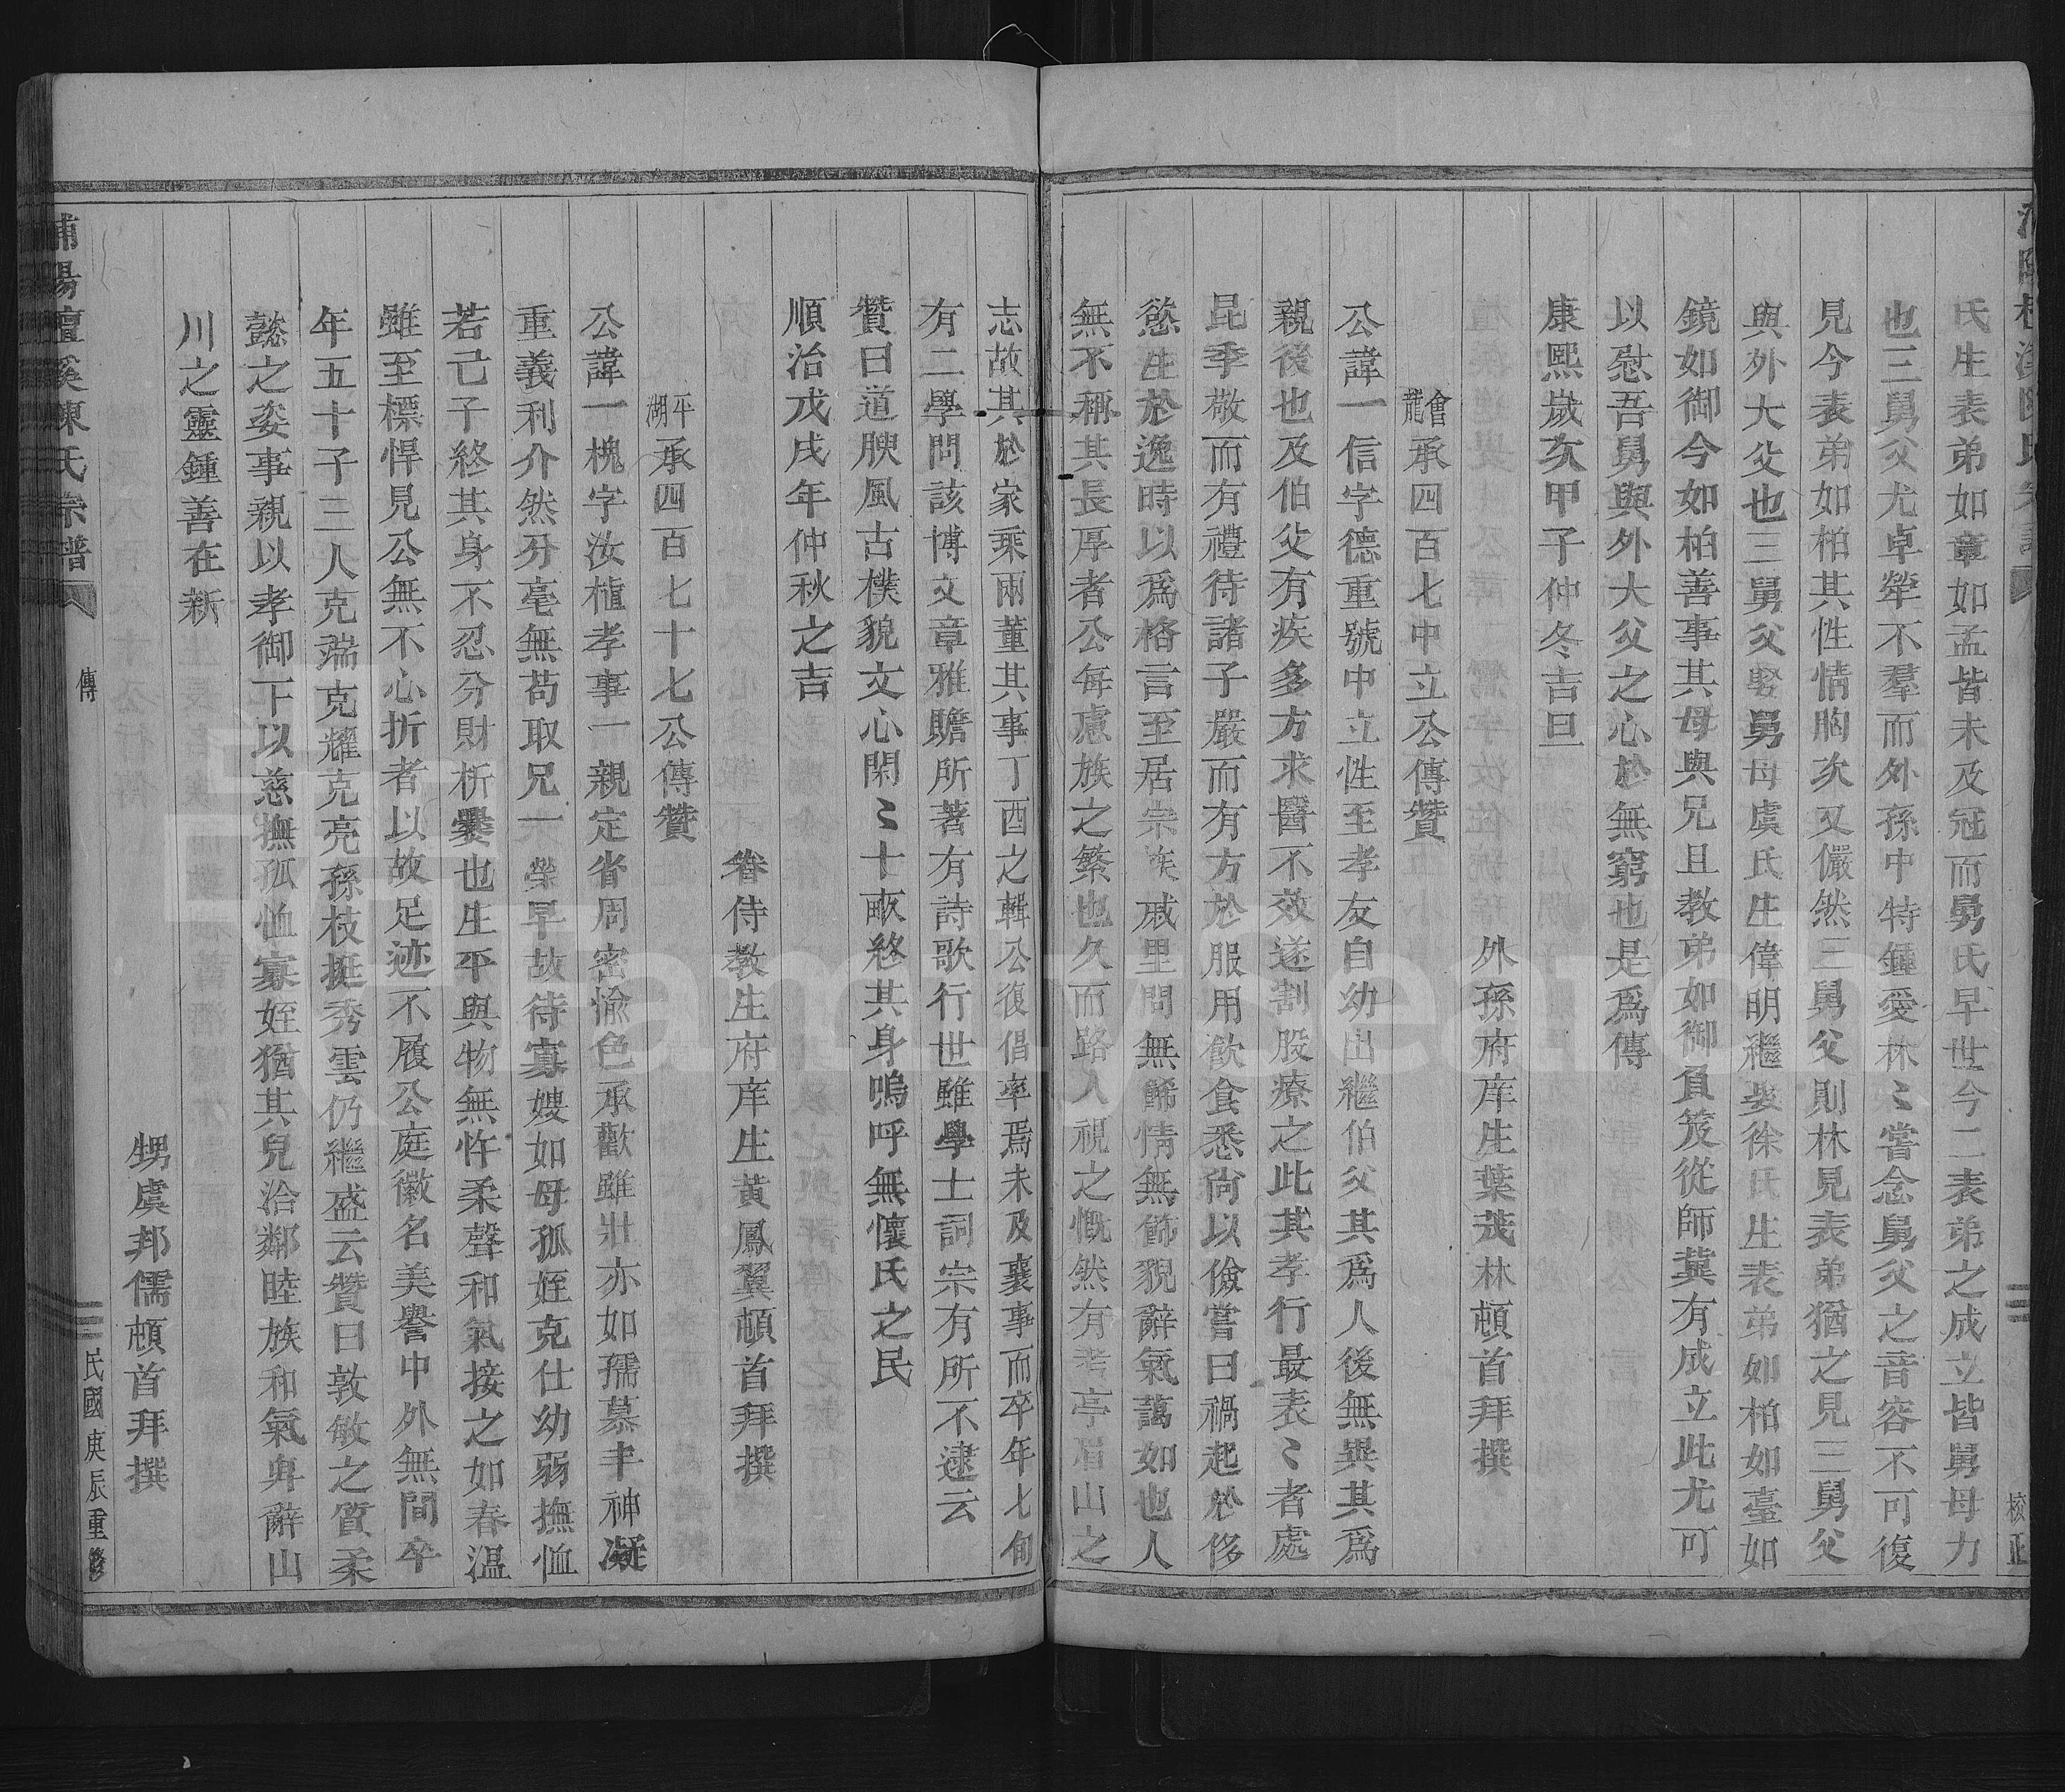 氏生表弟如章如孟皆未及冠而舅氏早世今二表弟之成立皆舅母力
也三舅父尤卓犖不羣而外孫中特鍾愛林〻嘗念舅父之音容不可復
見今表弟如柏其性情胸次又儼然三舅父則林見表弟猶之見三舅父
與外大父也三舅父娶舅母虞氏生偉明繼娶徐氏生表弟如柏如臺如
鏡如御今如柏善事其母與兄且教弟如御負笈從師冀有成立此尤可
以慰吾舅與外大父之心於無窮也是爲傳
康熙歲次甲子仲冬吉旦
外孫府庠生葉茂林頓首拜撰
會龍承四百七中立公傳贊
公諱一信字德重號中立性至孝友自幼出繼伯父其爲人後無異其爲
親後也及伯父有疾多方求醫不效遂割股療之此其孝行最表〻者處
昆季敬而有禮待諸子嚴而有方於服用飲食悉尙以儉嘗曰禍起於侈
慾生於逸時以爲格言至居宗族戚里間無飾情無飾貌辭氣藹如也人
無不稱其長厚者公每慮族之繁也久而路人視之慨然有老亭眉山之
志故其於家乘兩董其事丁酉之輯公復倡率焉未及襄事而卒年七旬
有二學問該博文章雅贍所著有詩歌行世雖學士詞宗有所不逮云
贊曰道腴風古樸貌文心閑〻十畝終其身嗚呼無懷氏之民
順治戊戌年仲秋之吉
眷侍教生府庠生黃鳳翼頓首拜撰
平湖承四百七十七公傳贊
公諱一槐字汝植孝事一親定省周密愉色承歡雖壯亦如孺慕丰神凝
重義利介然分毫無苟取兄一榮早故待寡嫂如母孤姪克仕幼弱撫恤
若己子終其身不忍分財析爨也生平與物無忤柔聲和氣接之如春溫
雖至標悍見公無不心折者以故足迹不履公庭徽名美譽中外無間卒
年五十子三人克端克耀克亮孫枝挺秀雲仍繼盛云贊曰敦敏之質柔
懿之姿事親以孝御下以慈撫孤恤寡姪猶其兒洽鄰睦族和氣卑辭山
川之靈鍾善在新
甥虞邦儒頓首拜撰
浦陽壇溪陳氏宗譜
傳
三
民國庚辰重修
校正